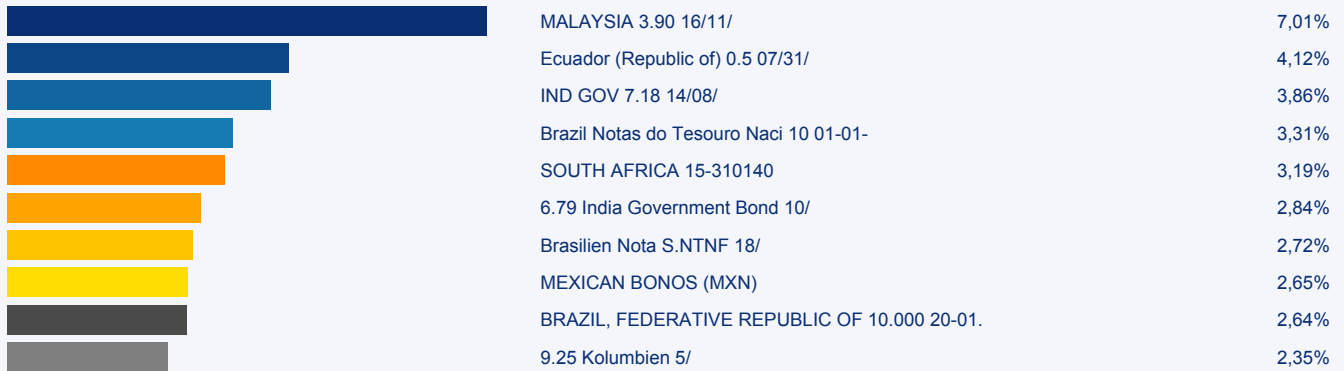 MALAYSIA 3.90 16/11/ 7,01%
Ecuador (Republic of) 0.5 07/31/ 4,12%
IND GOV 7.18 14/08/ 3,86%
Brazil Notas do Tesouro Naci 10 01-01- 3,31%
SOUTH AFRICA 15-310140 3,19%
6.79 India Government Bond 10/ 2,84%
Brasilien Nota S.NTNF 18/ 2,72%
MEXICAN BONOS (MXN) 2,65%
BRAZIL, FEDERATIVE REPUBLIC OF 10.000 20-01. 2,64%
9.25 Kolumbien 5/ 2,35%